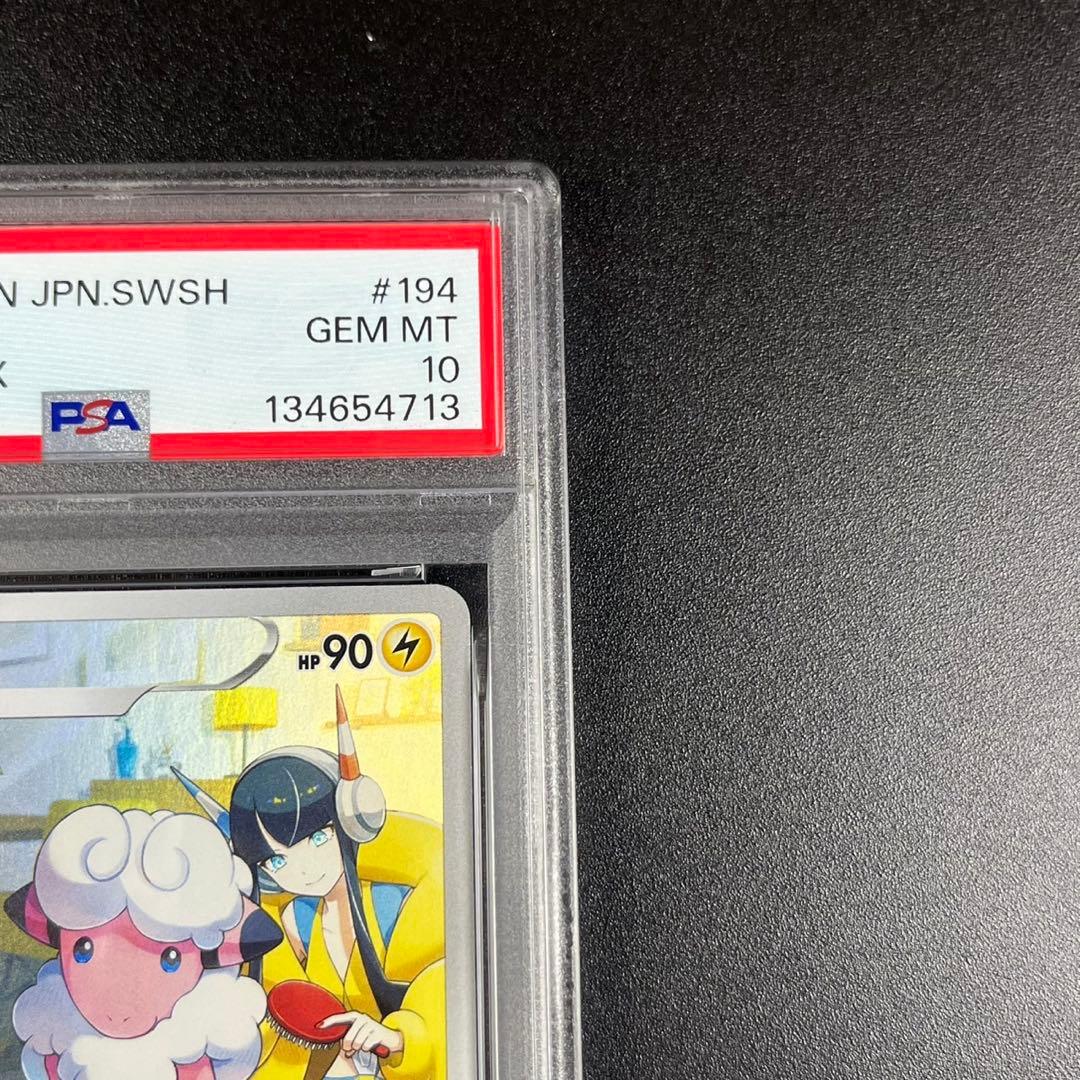 N JPN.SWSH #194
GEM MT
X 10
PSA 134654713
HP 90